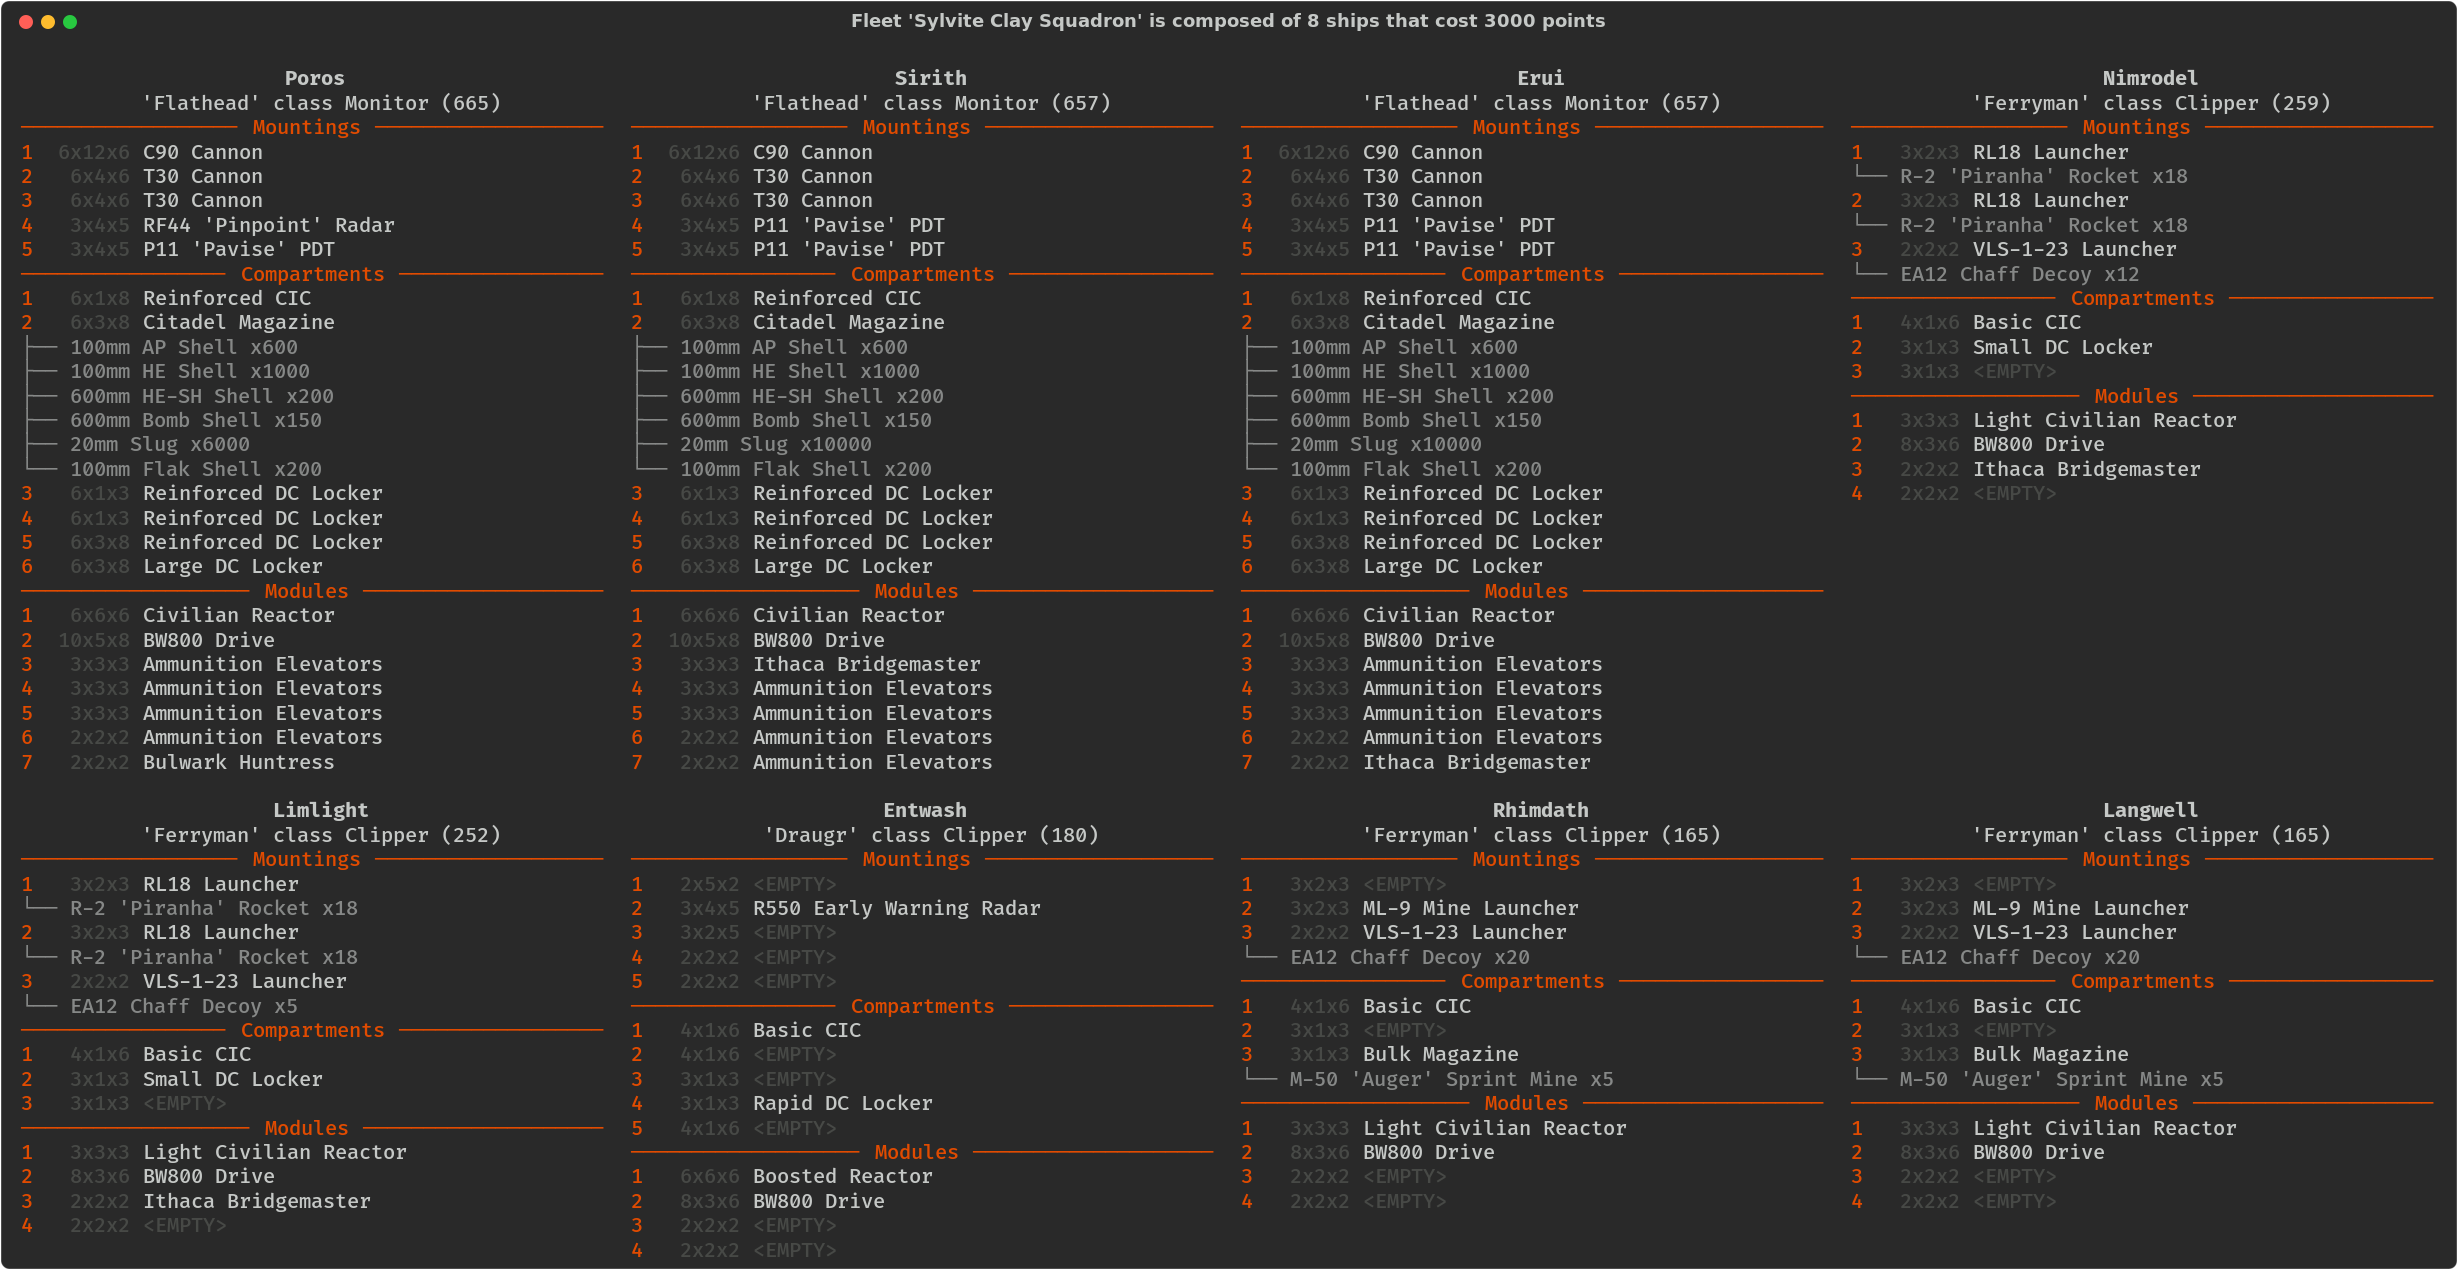 Fleet 'Sylvite Clay Squadron' is composed of 8 ships that cost 3000 points
Poros
'Flathead' class Monitor (665)
Mountings
1 6x12x6 C90 Cannon
2 6x4x6 T30 Cannon
3 6x4x6 T30 Cannon
4 3x4x5 RF44 'Pinpoint' Radar
5 3x4x5 P11 'Pavise' PDT
Compartments
1 6x1x8 Reinforced CIC
2 6x3x8 Citadel Magazine
100mm AP Shell x600
100mm HE Shell x1000
600mm HE-SH Shell x200
600mm Bomb Shell x150
20mm Slug x6000
100mm Flak Shell x200
3 6x1x3 Reinforced DC Locker
4 6x1x3 Reinforced DC Locker
5 6x3x8 Reinforced DC Locker
6 6x3x8 Large DC Locker
Modules
1 6x6x6 Civilian Reactor
2 10x5x8 BW800 Drive
3 3x3x3 Ammunition Elevators
4 3x3x3 Ammunition Elevators
5 3x3x3 Ammunition Elevators
6 2x2x2 Ammunition Elevators
7 2x2x2 Bulwark Huntress
Sirith
'Flathead' class Monitor (657)
Mountings
1 6x12x6 C90 Cannon
2 6x4x6 T30 Cannon
3 6x4x6 T30 Cannon
4 3x4x5 P11 'Pavise' PDT
5 3x4x5 P11 'Pavise' PDT
Compartments
1 6x1x8 Reinforced CIC
2 6x3x8 Citadel Magazine
100mm AP Shell x600
100mm HE Shell x1000
600mm HE-SH Shell x200
600mm Bomb Shell x150
20mm Slug x10000
100mm Flak Shell x200
3 6x1x3 Reinforced DC Locker
4 6x1x3 Reinforced DC Locker
5 6x3x8 Reinforced DC Locker
6 6x3x8 Large DC Locker
Modules
1 6x6x6 Civilian Reactor
2 10x5x8 BW800 Drive
3 3x3x3 Ithaca Bridgemaster
4 3x3x3 Ammunition Elevators
5 3x3x3 Ammunition Elevators
6 2x2x2 Ammunition Elevators
7 2x2x2 Ammunition Elevators
Erui
'Flathead' class Monitor (657)
Mountings
1 6x12x6 C90 Cannon
2 6x4x6 T30 Cannon
3 6x4x6 T30 Cannon
4 3x4x5 P11 'Pavise' PDT
5 3x4x5 P11 'Pavise' PDT
Compartments
1 6x1x8 Reinforced CIC
2 6x3x8 Citadel Magazine
100mm AP Shell x600
100mm HE Shell x1000
600mm HE-SH Shell x200
600mm Bomb Shell x150
20mm Slug x10000
100mm Flak Shell x200
3 6x1x3 Reinforced DC Locker
4 6x1x3 Reinforced DC Locker
5 6x3x8 Reinforced DC Locker
6 6x3x8 Large DC Locker
Modules
1 6x6x6 Civilian Reactor
2 10x5x8 BW800 Drive
3 3x3x3 Ammunition Elevators
4 3x3x3 Ammunition Elevators
5 3x3x3 Ammunition Elevators
6 2x2x2 Ammunition Elevators
7 2x2x2 Ithaca Bridgemaster
Nimrodel
'Ferryman' class Clipper (259)
Mountings
1 3x2x3 RL18 Launcher
R-2 'Piranha' Rocket x18
2 3x2x3 RL18 Launcher
R-2 'Piranha' Rocket x18
3 2x2x2 VLS-1-23 Launcher
EA12 Chaff Decoy x12
Compartments
1 4x1x6 Basic CIC
2 3x1x3 Small DC Locker
3 3x1x3 <EMPTY>
Modules
1 3x3x3 Light Civilian Reactor
2 8x3x6 BW800 Drive
3 2x2x2 Ithaca Bridgemaster
4 2x2x2 <EMPTY>
Limlight
'Ferryman' class Clipper (252)
Mountings
1 3x2x3 RL18 Launcher
R-2 'Piranha' Rocket x18
2 3x2x3 RL18 Launcher
R-2 'Piranha' Rocket x18
3 2x2x2 VLS-1-23 Launcher
EA12 Chaff Decoy x5
Compartments
1 4x1x6 Basic CIC
2 3x1x3 Small DC Locker
3 3x1x3 <EMPTY>
Modules
1 3x3x3 Light Civilian Reactor
2 8x3x6 BW800 Drive
3 2x2x2 Ithaca Bridgemaster
4 2x2x2 <EMPTY>
Entwash
'Draugr' class Clipper (180)
Mountings
1 2x5x2 <EMPTY>
2 3x4x5 R550 Early Warning Radar
3 3x2x5 <EMPTY>
4 2x2x2 <EMPTY>
5 2x2x2 <EMPTY>
Compartments
1 4x1x6 Basic CIC
2 4x1x6 <EMPTY>
3 3x1x3 <EMPTY>
4 3x1x3 Rapid DC Locker
5 4x1x6 <EMPTY>
Modules
1 6x6x6 Boosted Reactor
2 8x3x6 BW800 Drive
3 2x2x2 <EMPTY>
4 2x2x2 <EMPTY>
Rhimdath
'Ferryman' class Clipper (165)
Mountings
1 3x2x3 <EMPTY>
2 3x2x3 ML-9 Mine Launcher
3 2x2x2 VLS-1-23 Launcher
EA12 Chaff Decoy x20
Compartments
1 4x1x6 Basic CIC
2 3x1x3 <EMPTY>
3 3x1x3 Bulk Magazine
M-50 'Auger' Sprint Mine x5
Modules
1 3x3x3 Light Civilian Reactor
2 8x3x6 BW800 Drive
3 2x2x2 <EMPTY>
4 2x2x2 <EMPTY>
Langwell
'Ferryman' class Clipper (165)
Mountings
1 3x2x3 <EMPTY>
2 3x2x3 ML-9 Mine Launcher
3 2x2x2 VLS-1-23 Launcher
EA12 Chaff Decoy x20
Compartments
1 4x1x6 Basic CIC
2 3x1x3 <EMPTY>
3 3x1x3 Bulk Magazine
M-50 'Auger' Sprint Mine x5
Modules
1 3x3x3 Light Civilian Reactor
2 8x3x6 BW800 Drive
3 2x2x2 <EMPTY>
4 2x2x2 <EMPTY>